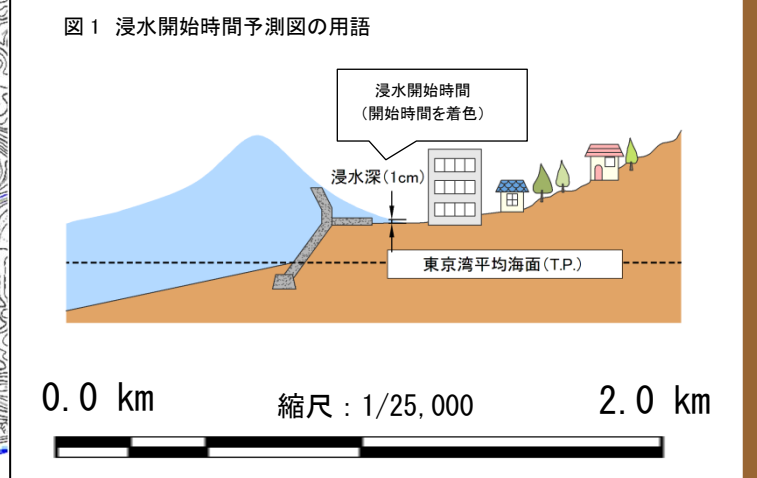 図1 浸水開始時間予測図の用語
浸水開始時間
（開始時間を着色）
浸水深（1cm）
東京湾平均海面（T.P.）
0.0 km
縮尺：1/25,000
2.0 km